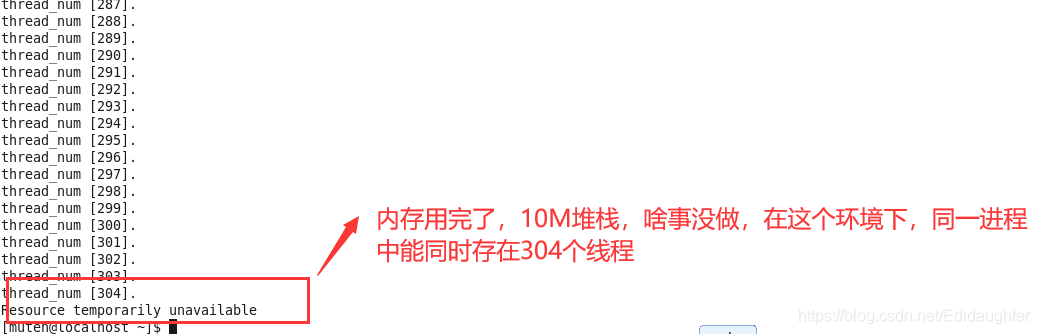 thread_num [287].
thread_num [288].
thread_num [289].
thread_num [290].
thread_num [291].
thread_num [292].
thread_num [293].
thread_num [294].
thread_num [295].
thread_num [296].
thread_num [297].
thread_num [298].
thread_num [299].
thread_num [300].
thread_num [301].
thread_num [302].
thread_num [303].
thread_num [304].
Resource temporarily unavailable
[muten@localhost ~]$
内存用完了，10M堆栈，啥事没做，在这个环境下，同一进程
中能同时存在304个线程
https://blog.csdn.net/Edidaughter